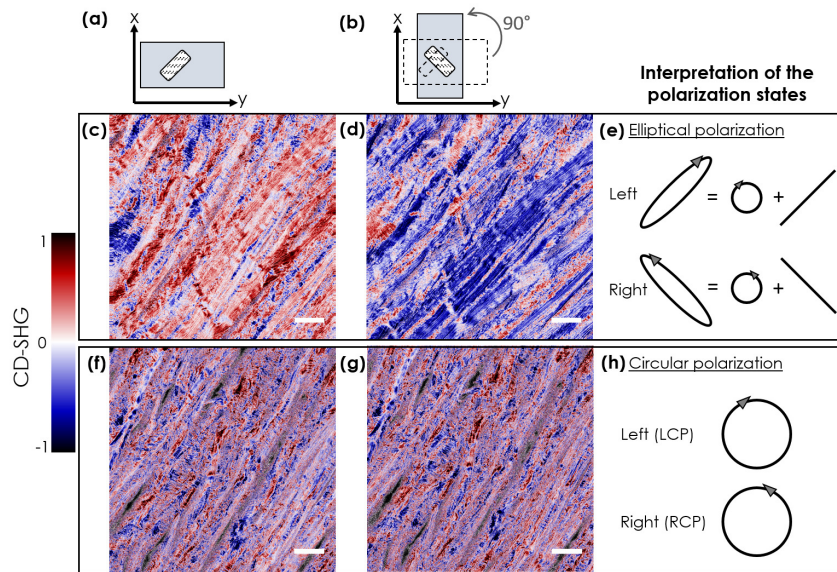 (a)
x
y
(b)
x
y
90°
Interpretation of the
polarization states
(c)
(d)
(e) Elliptical polarization
Left
=
+
Right
=
+
CD-SHG
1
0
-1
(f)
(g)
(h) Circular polarization
Left (LCP)
Right (RCP)